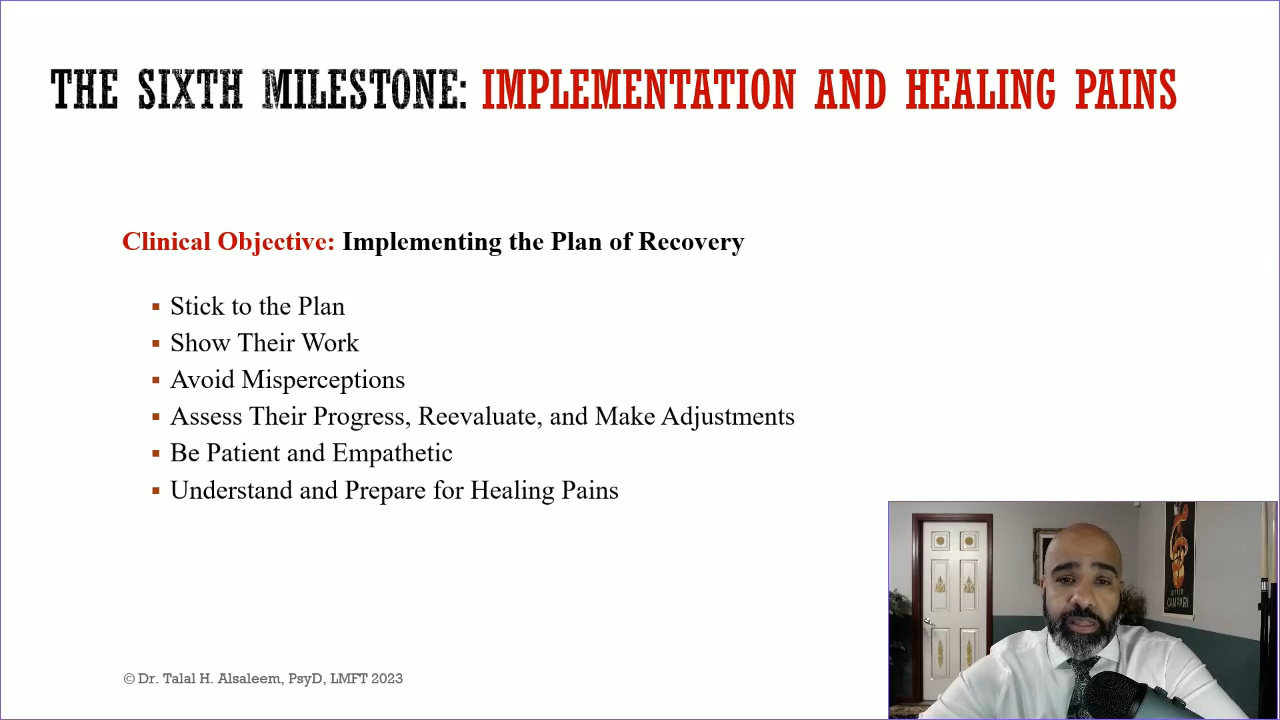 THE SIXTH MILESTONE: IMPLEMENTATION AND HEALING PAINS
Clinical Objective: Implementing the Plan of Recovery
▪ Stick to the Plan
▪ Show Their Work
▪ Avoid Misperceptions
▪ Assess Their Progress, Reevaluate, and Make Adjustments
▪ Be Patient and Empathetic
▪ Understand and Prepare for Healing Pains
CAMPARI
© Dr. Talal H. Alsaleem, PsyD, LMFT 2023